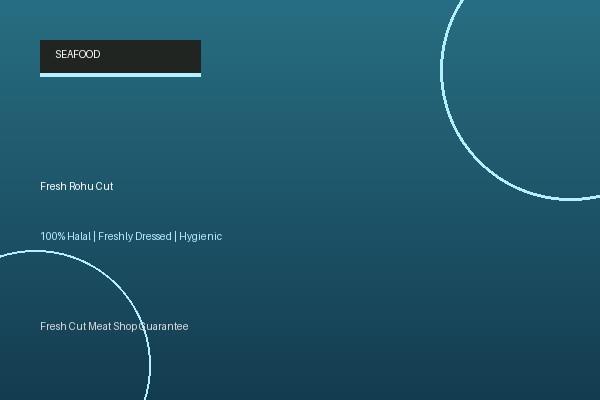 SEAFOOD
Fresh Rohu Cut
100% Halal | Freshly Dressed | Hygienic
Fresh Cut Meat Shop Guarantee